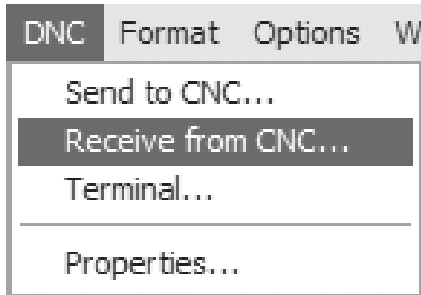 DNC Format Options W
Send to CNC...
Receive from CNC...
Terminal...
Properties...